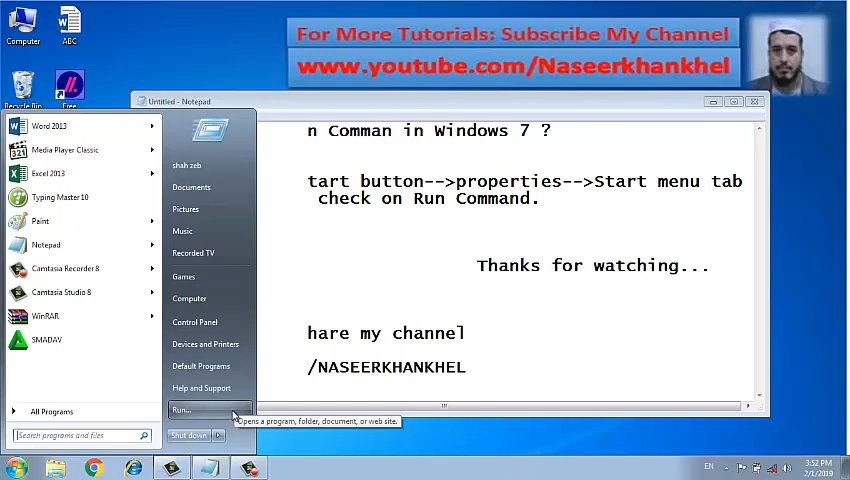 For More Tutorials: Subscribe My Channel
www.youtube.com/Naseerkhankhel
Computer
ABC
Recycle Bin
Free
Untitled - Notepad
n Comman in Windows 7 ?
tart button-->properties-->Start menu tab
check on Run Command.
Thanks for watching...
hare my channel
/NASEERKHANKHEL
Word 2013
Media Player Classic
Excel 2013
Typing Master 10
Paint
Notepad
Camtasia Recorder 8
Camtasia Studio 8
WinRAR
SMADAV
All Programs
Search programs and files
shah zeb
Documents
Pictures
Music
Recorded TV
Games
Computer
Control Panel
Devices and Printers
Default Programs
Help and Support
Run...
Opens a program, folder, document, or web site.
Shut down
EN
3:52 PM
2/1/2019